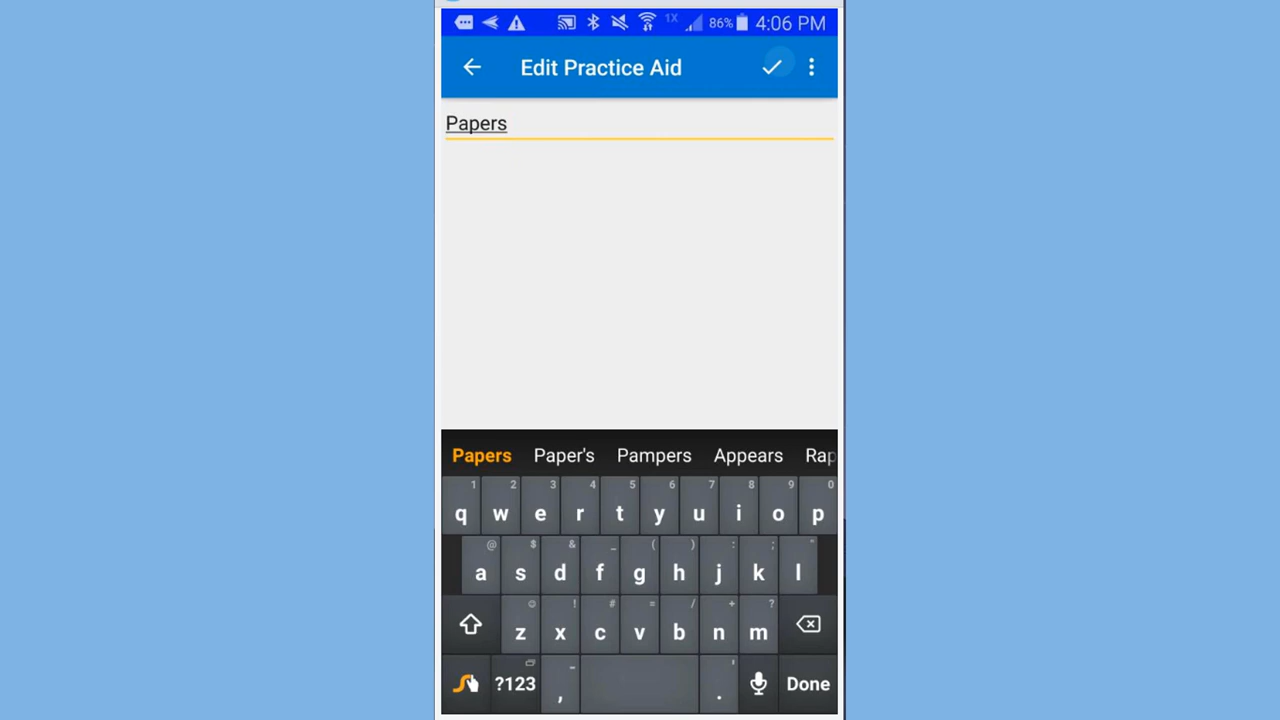 1X 86% 4:06 PM
Edit Practice Aid
Papers
Papers Paper's Pampers Appears Rap
1 2 3 4 5 6 7 8 9 0
q w e r t y u i o p
@ $ & _ ( ) : ; "
a s d f g h j k l
! # = / + ?
z x c v b n m
?123 , . Done